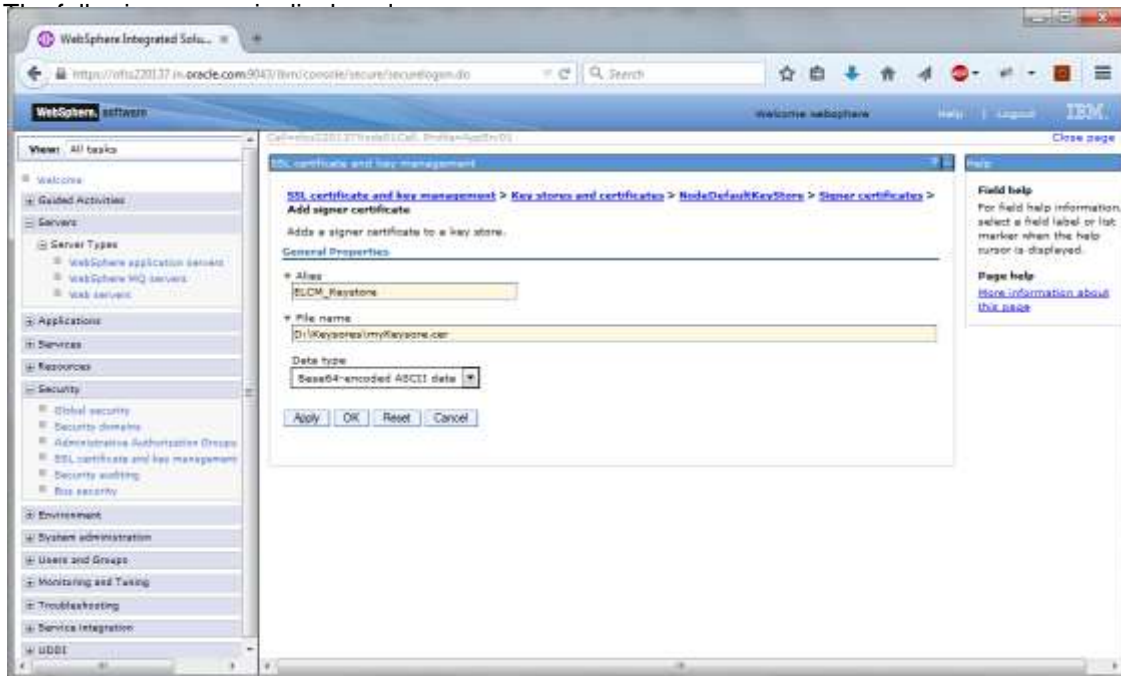 WebSphere Integrated Solu...
oracle.com
Search
WebSphere software
Welcome websphere
Help | Logout
IBM.
View: All tasks
Close page
Welcome
Guided Activities
Servers
Server Types
WebSphere application servers
WebSphere MQ servers
Web servers
Applications
Services
Resources
Security
Global security
Security domains
Administrative Authorization Groups
SSL certificate and key management
Security auditing
Bus security
Environment
System administration
Users and Groups
Monitoring and Tuning
Troubleshooting
Service integration
UDDI
SSL certificate and key management
SSL certificate and key management > Key stores and certificates > NodeDefaultKeyStore > Signer certificates >
Add signer certificate
Adds a signer certificate to a key store.
General Properties
* Alias
ELCM_Keystore
* File name
D:\Keysores\myKeysore.cer
Data type
Base64-encoded ASCII data
Apply OK Reset Cancel
Help
Field help
For field help information,
select a field label or list
marker when the help
cursor is displayed.
Page help
More information about
this page